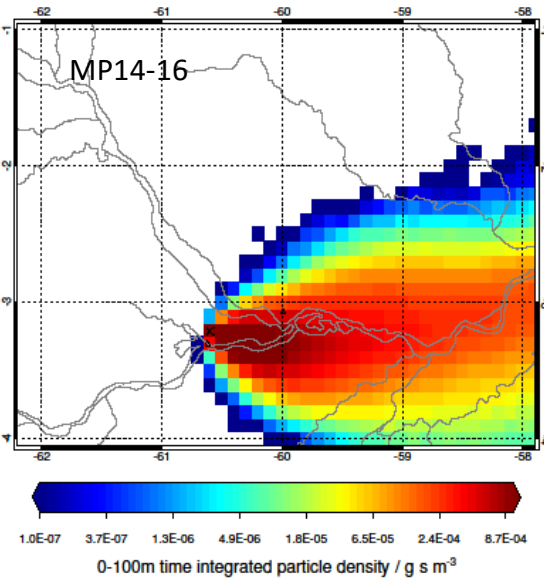 -62 -61 -60 -59 -58
-1
MP14-16
-2
-3
-4
-62 -61 -60 -59 -58
1.0E-07 3.7E-07 1.3E-06 4.9E-06 1.8E-05 6.5E-05 2.4E-04 8.7E-04
0-100m time integrated particle density / g s m⁻³